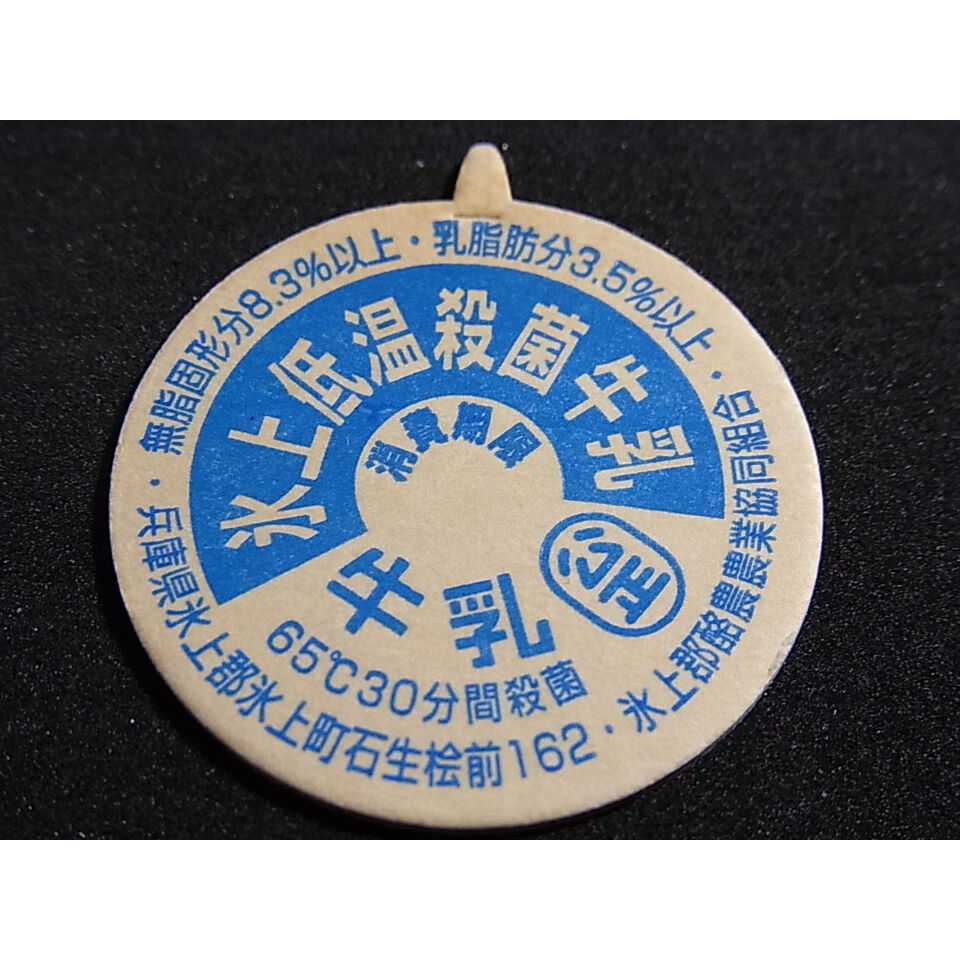 無脂固形分8.3%以上・乳脂肪分3.5%以上・
氷上低温殺菌牛乳
消費期限
牛乳
公正
65℃30分間殺菌
兵庫県氷上郡氷上町石生桧前162・氷上郡酪農農業協同組合・